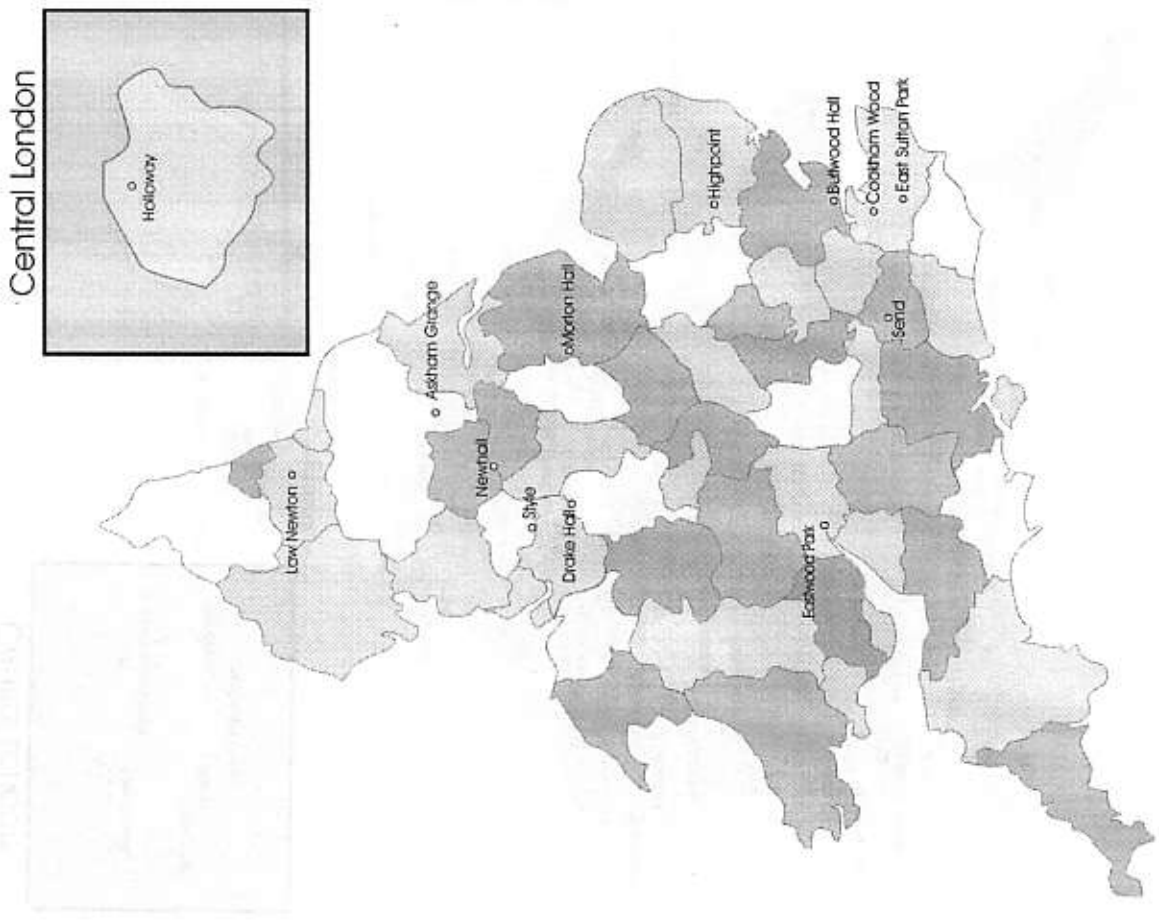 Central London
Holloway
Low Newton
Askham Grange
Newhall
Style
Morton Hall
Drake Hall
Highpoint
Eastwood Park
Bullwood Hall
Cookham Wood
Send
East Sutton Park